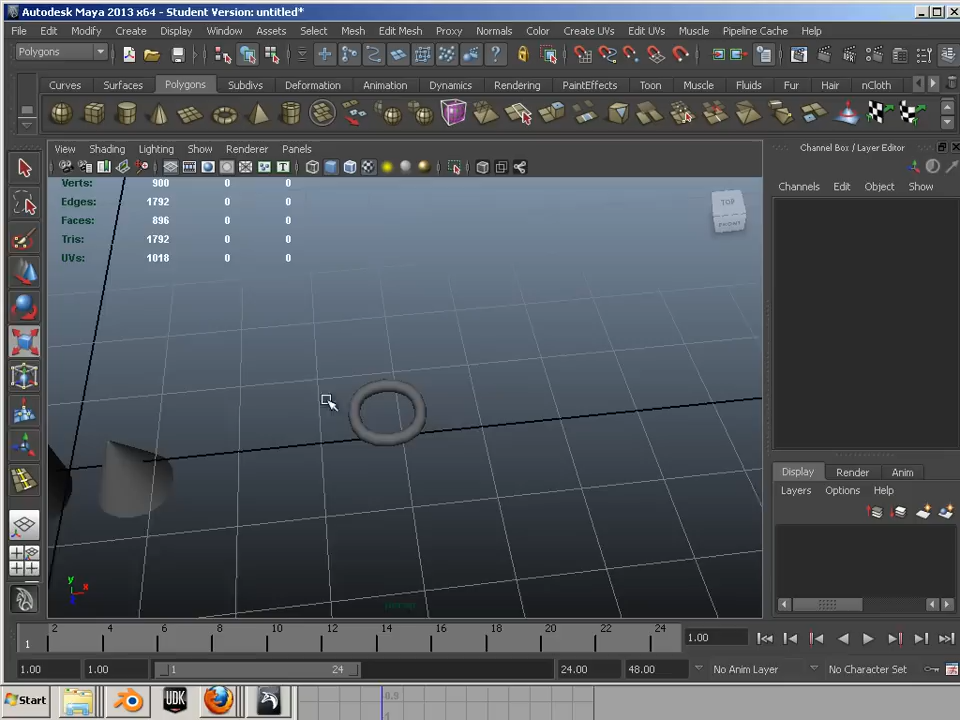 Autodesk Maya 2013 x64 - Student Version: untitled*
File Edit Modify Create Display Window Assets Select Mesh Edit Mesh Proxy Normals Color Create UVs Edit UVs Muscle Pipeline Cache Help
Polygons
Curves Surfaces Polygons Subdivs Deformation Animation Dynamics Rendering PaintEffects Toon Muscle Fluids Fur Hair nCloth
View Shading Lighting Show Renderer Panels
Channel Box / Layer Editor
Channels Edit Object Show
Verts: 900 0 0
Edges: 1792 0 0
Faces: 896 0 0
Tris: 1792 0 0
UVs: 1018 0 0
TOP
FRONT
Display Render Anim
Layers Options Help
y
x
persp
2 4 6 8 10 12 14 16 18 20 22 24
1
1.00
1.00 1.00 1 24 24.00 48.00 No Anim Layer No Character Set
Start
UDK
0.9